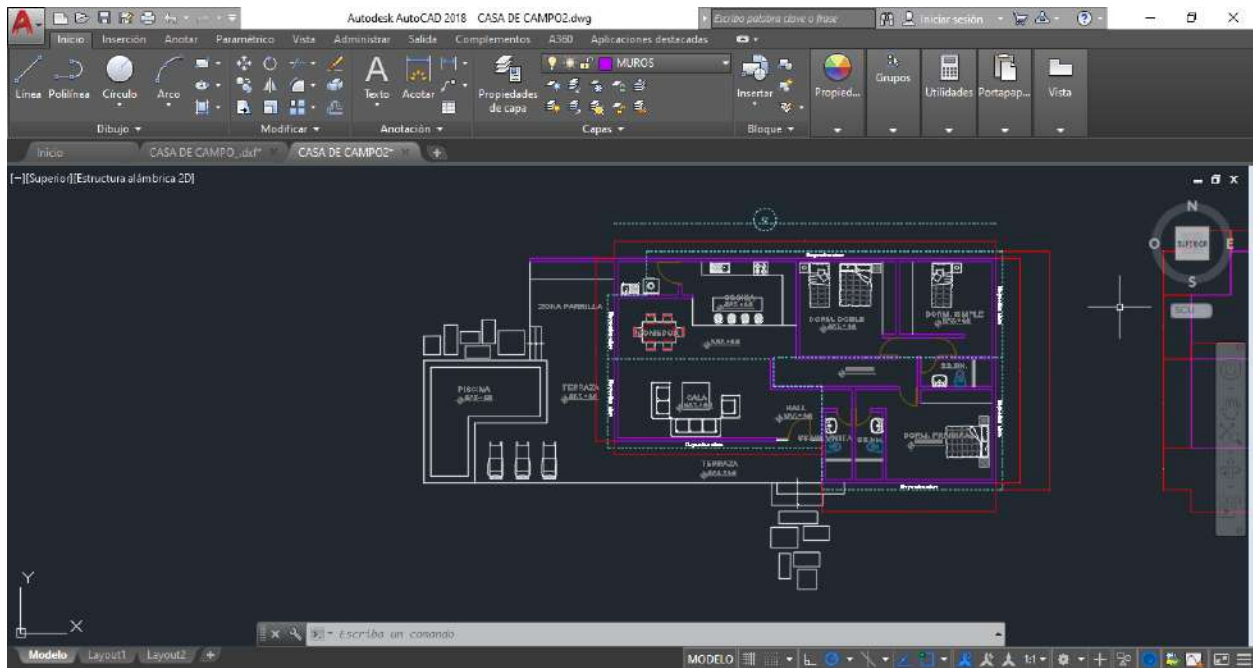 Autodesk AutoCAD 2018 CASA DE CAMPO2.dwg
Escriba palabra clave o frase
Iniciar sesión
Inicio Inserción Anotar Paramétrico Vista Administrar Salida Complementos A360 Aplicaciones destacadas
MUROS
Línea Polilínea Círculo Arco
Texto Acotar
Propiedades de capa
Insertar
Propied...
Grupos
Utilidades Portapap... Vista
Dibujo Modificar Anotación Capas Bloque
Inicio CASA DE CAMPO_.dxf* CASA DE CAMPO2*
[−][Superior][Estructura alámbrica 2D]
N
O SUPERIOR E
S
SCU
ZONA PARRILLA
COCINA
DORM. DOBLE
DORM. SIMPLE
COMEDOR
SS.HH.
PISCINA
TERRAZA
SALA
HALL
SS.HH.
TERRAZA
Y
X
Escriba un comando
Modelo Layout1 Layout2
MODELO
1:1